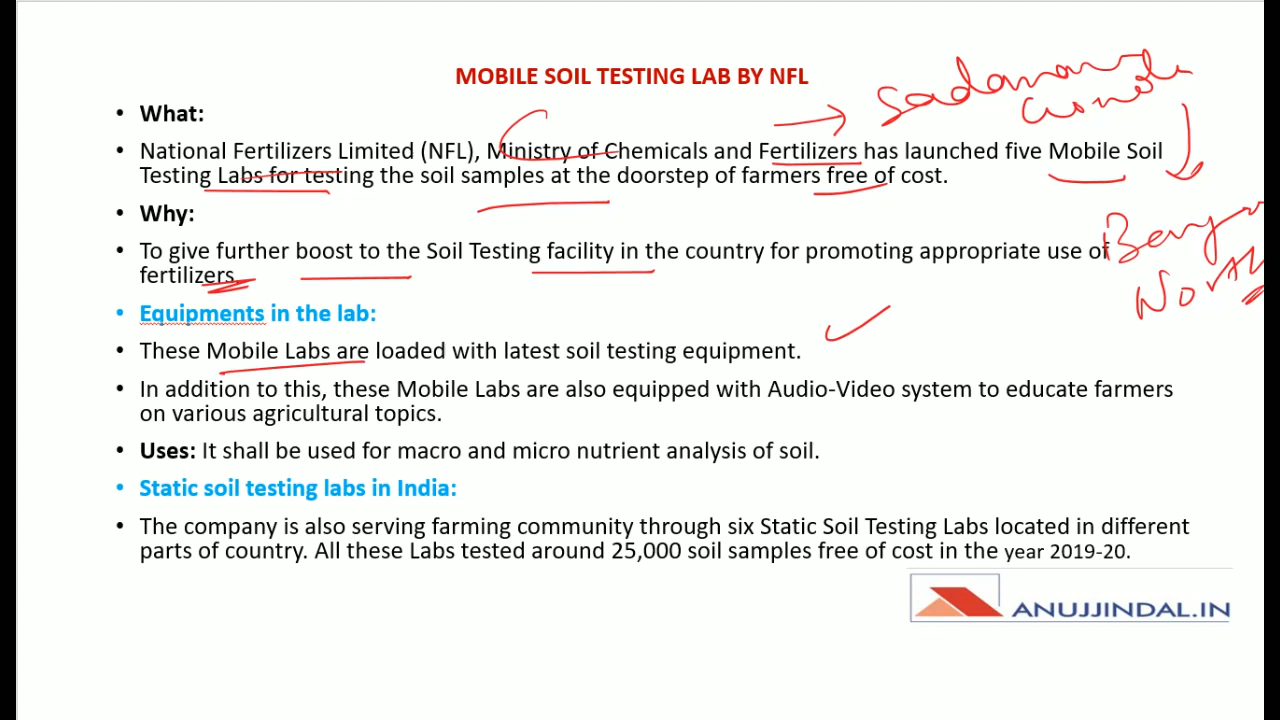 MOBILE SOIL TESTING LAB BY NFL
• What:
• National Fertilizers Limited (NFL), Ministry of Chemicals and Fertilizers has launched five Mobile Soil
Testing Labs for testing the soil samples at the doorstep of farmers free of cost.
• Why:
• To give further boost to the Soil Testing facility in the country for promoting appropriate use of
fertilizers.
• Equipments in the lab:
• These Mobile Labs are loaded with latest soil testing equipment.
• In addition to this, these Mobile Labs are also equipped with Audio-Video system to educate farmers
on various agricultural topics.
• Uses: It shall be used for macro and micro nutrient analysis of soil.
• Static soil testing labs in India:
• The company is also serving farming community through six Static Soil Testing Labs located in different
parts of country. All these Labs tested around 25,000 soil samples free of cost in the year 2019-20.
ANUJJINDAL.IN
North